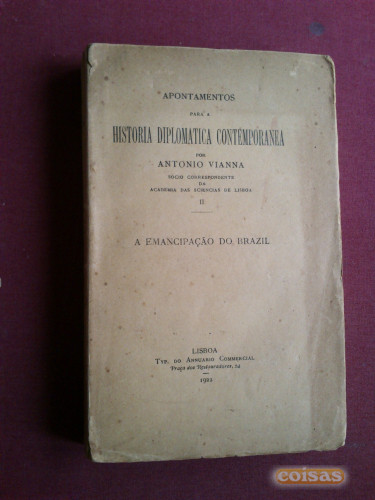 APONTAMENTOS
PARA A
HISTORIA DIPLOMATICA CONTEMPORANEA
POR
ANTONIO VIANNA
SOCIO CORRESPONDENTE
DA
ACADEMIA DAS SCIENCIAS DE LISBOA
II
A EMANCIPAÇÃO DO BRAZIL
LISBOA
TYP. DO ANNUARIO COMMERCIAL
Praça dos Restauradores, 24
1922
coisas